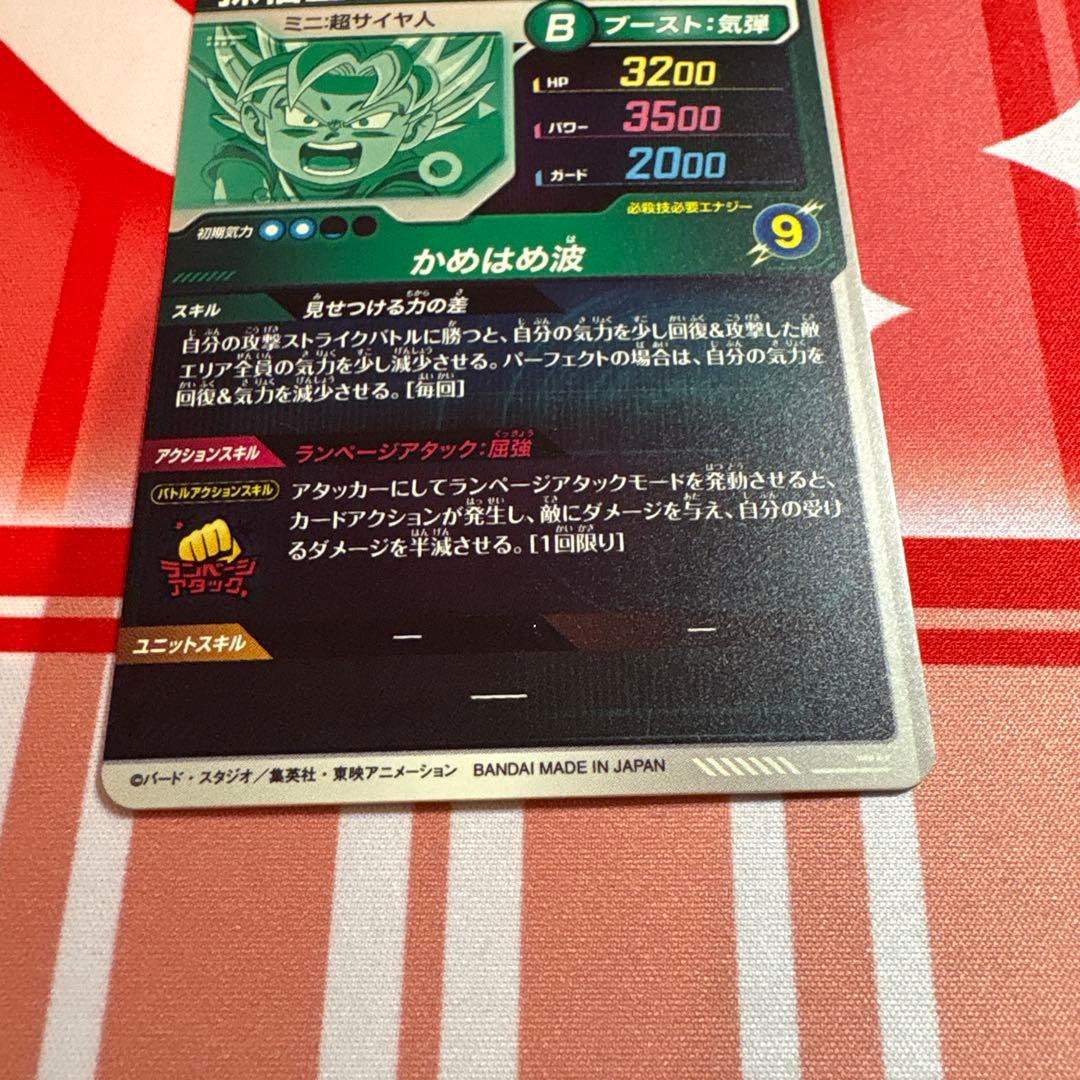 ミニ:超サイヤ人
B ブースト:気弾
HP 3200
パワー 3500
ガード 2000
初期気力
必殺技必要エナジー 9
かめはめ波
スキル 見せつける力の差
自分の攻撃ストライクバトルに勝つと、自分の気力を少し回復&攻撃した敵
エリア全員の気力を少し減少させる。パーフェクトの場合は、自分の気力を
回復&気力を減少させる。[毎回]
アクションスキル ランページアタック:屈強
バトルアクションスキル
ランページ
アタック
アタッカーにしてランページアタックモードを発動させると、
カードアクションが発生し、敵にダメージを与え、自分の受け
るダメージを半減させる。[1回限り]
ユニットスキル ー ー
ー
©バード・スタジオ/集英社・東映アニメーション BANDAI MADE IN JAPAN